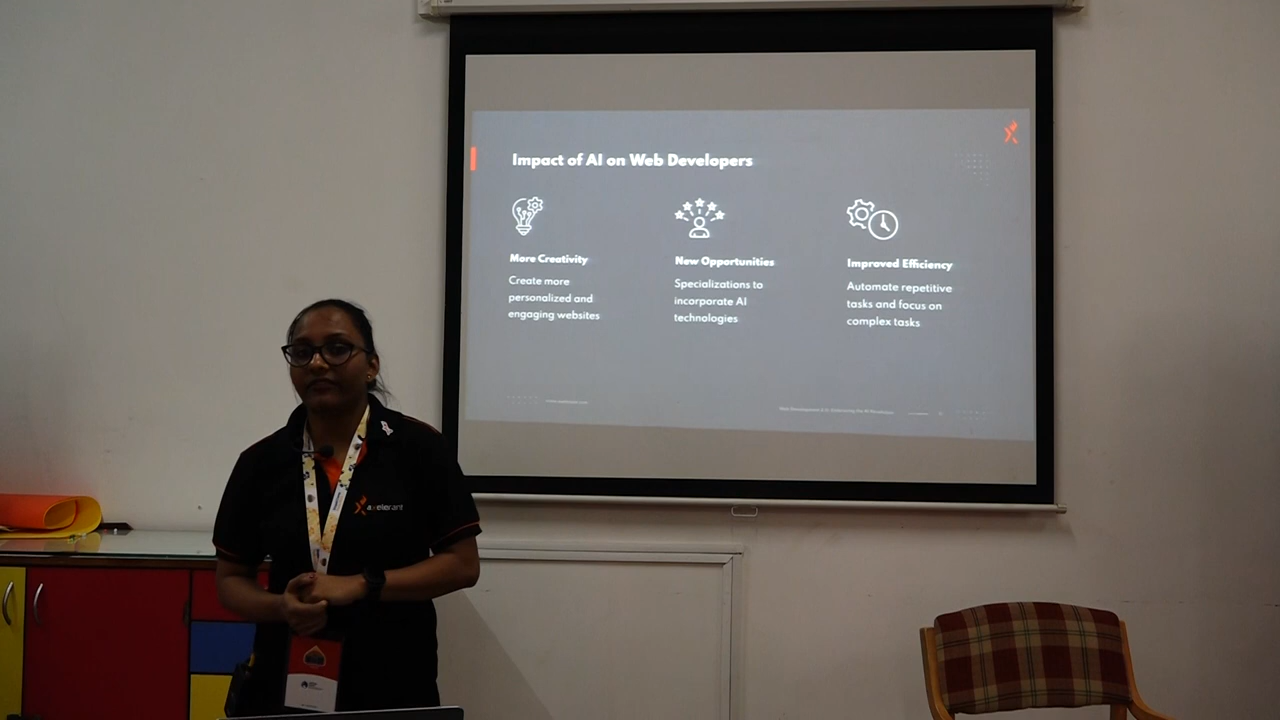 Impact of AI on Web Developers
More Creativity
Create more
personalized and
engaging websites
New Opportunities
Specializations to
incorporate AI
technologies
Improved Efficiency
Automate repetitive
tasks and focus on
complex tasks
axelerant